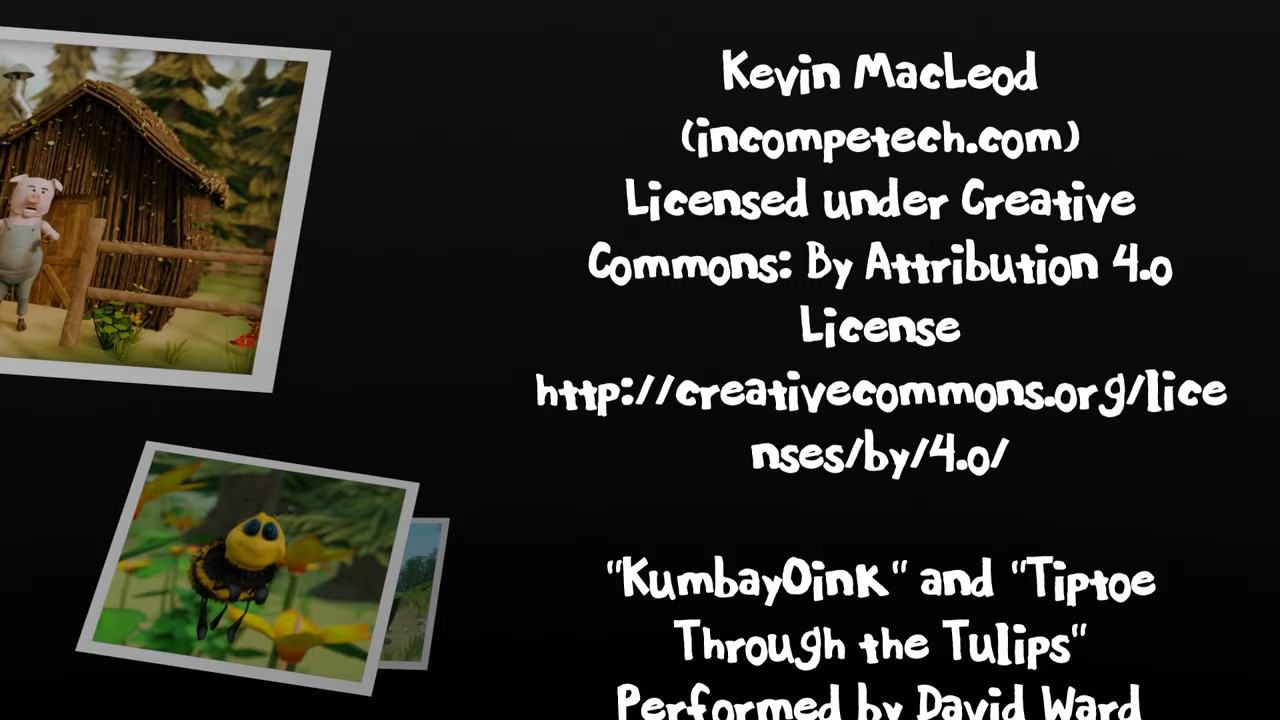 Kevin MacLeod
(incompetech.com)
Licensed under Creative
Commons: By Attribution 4.0
License
http://creativecommons.org/lice
nses/by/4.0/
"KumbayOink" and "Tiptoe
Through the Tulips"
Performed by David Ward